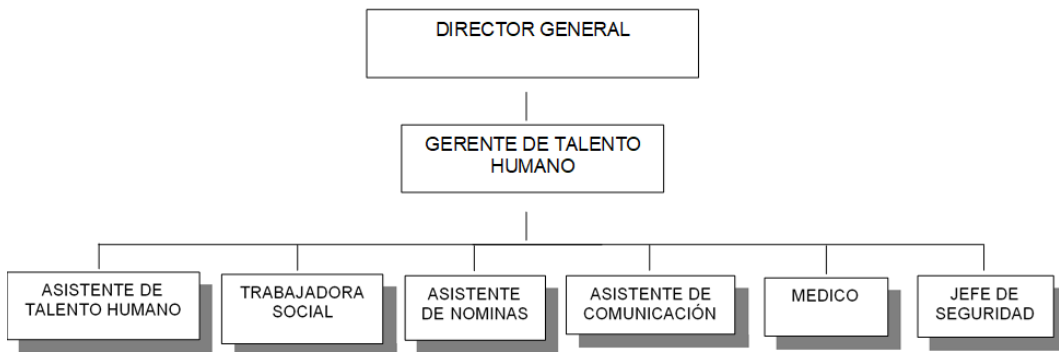 DIRECTOR GENERAL
GERENTE DE TALENTO
HUMANO
ASISTENTE DE
TALENTO HUMANO
TRABAJADORA
SOCIAL
ASISTENTE
DE NOMINAS
ASISTENTE DE
COMUNICACIÓN
MEDICO
JEFE DE
SEGURIDAD